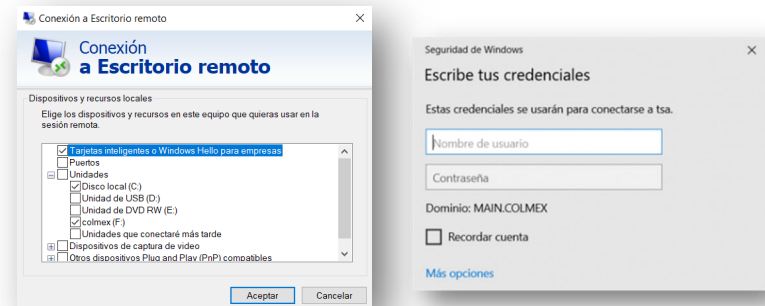 Conexión a Escritorio remoto
Conexión
a Escritorio remoto
Dispositivos y recursos locales
Elige los dispositivos y recursos en este equipo que quieras usar en la
sesión remota.
Tarjetas inteligentes o Windows Hello para empresas
Puertos
Unidades
Disco local (C:)
Unidad de USB (D:)
Unidad de DVD RW (E:)
colmex (F:)
Unidades que conectaré más tarde
Dispositivos de captura de video
Otros dispositivos Plug and Play (PnP) compatibles
Aceptar Cancelar
Seguridad de Windows
Escribe tus credenciales
Estas credenciales se usarán para conectarse a tsa.
Nombre de usuario
Contraseña
Dominio: MAIN.COLMEX
Recordar cuenta
Más opciones